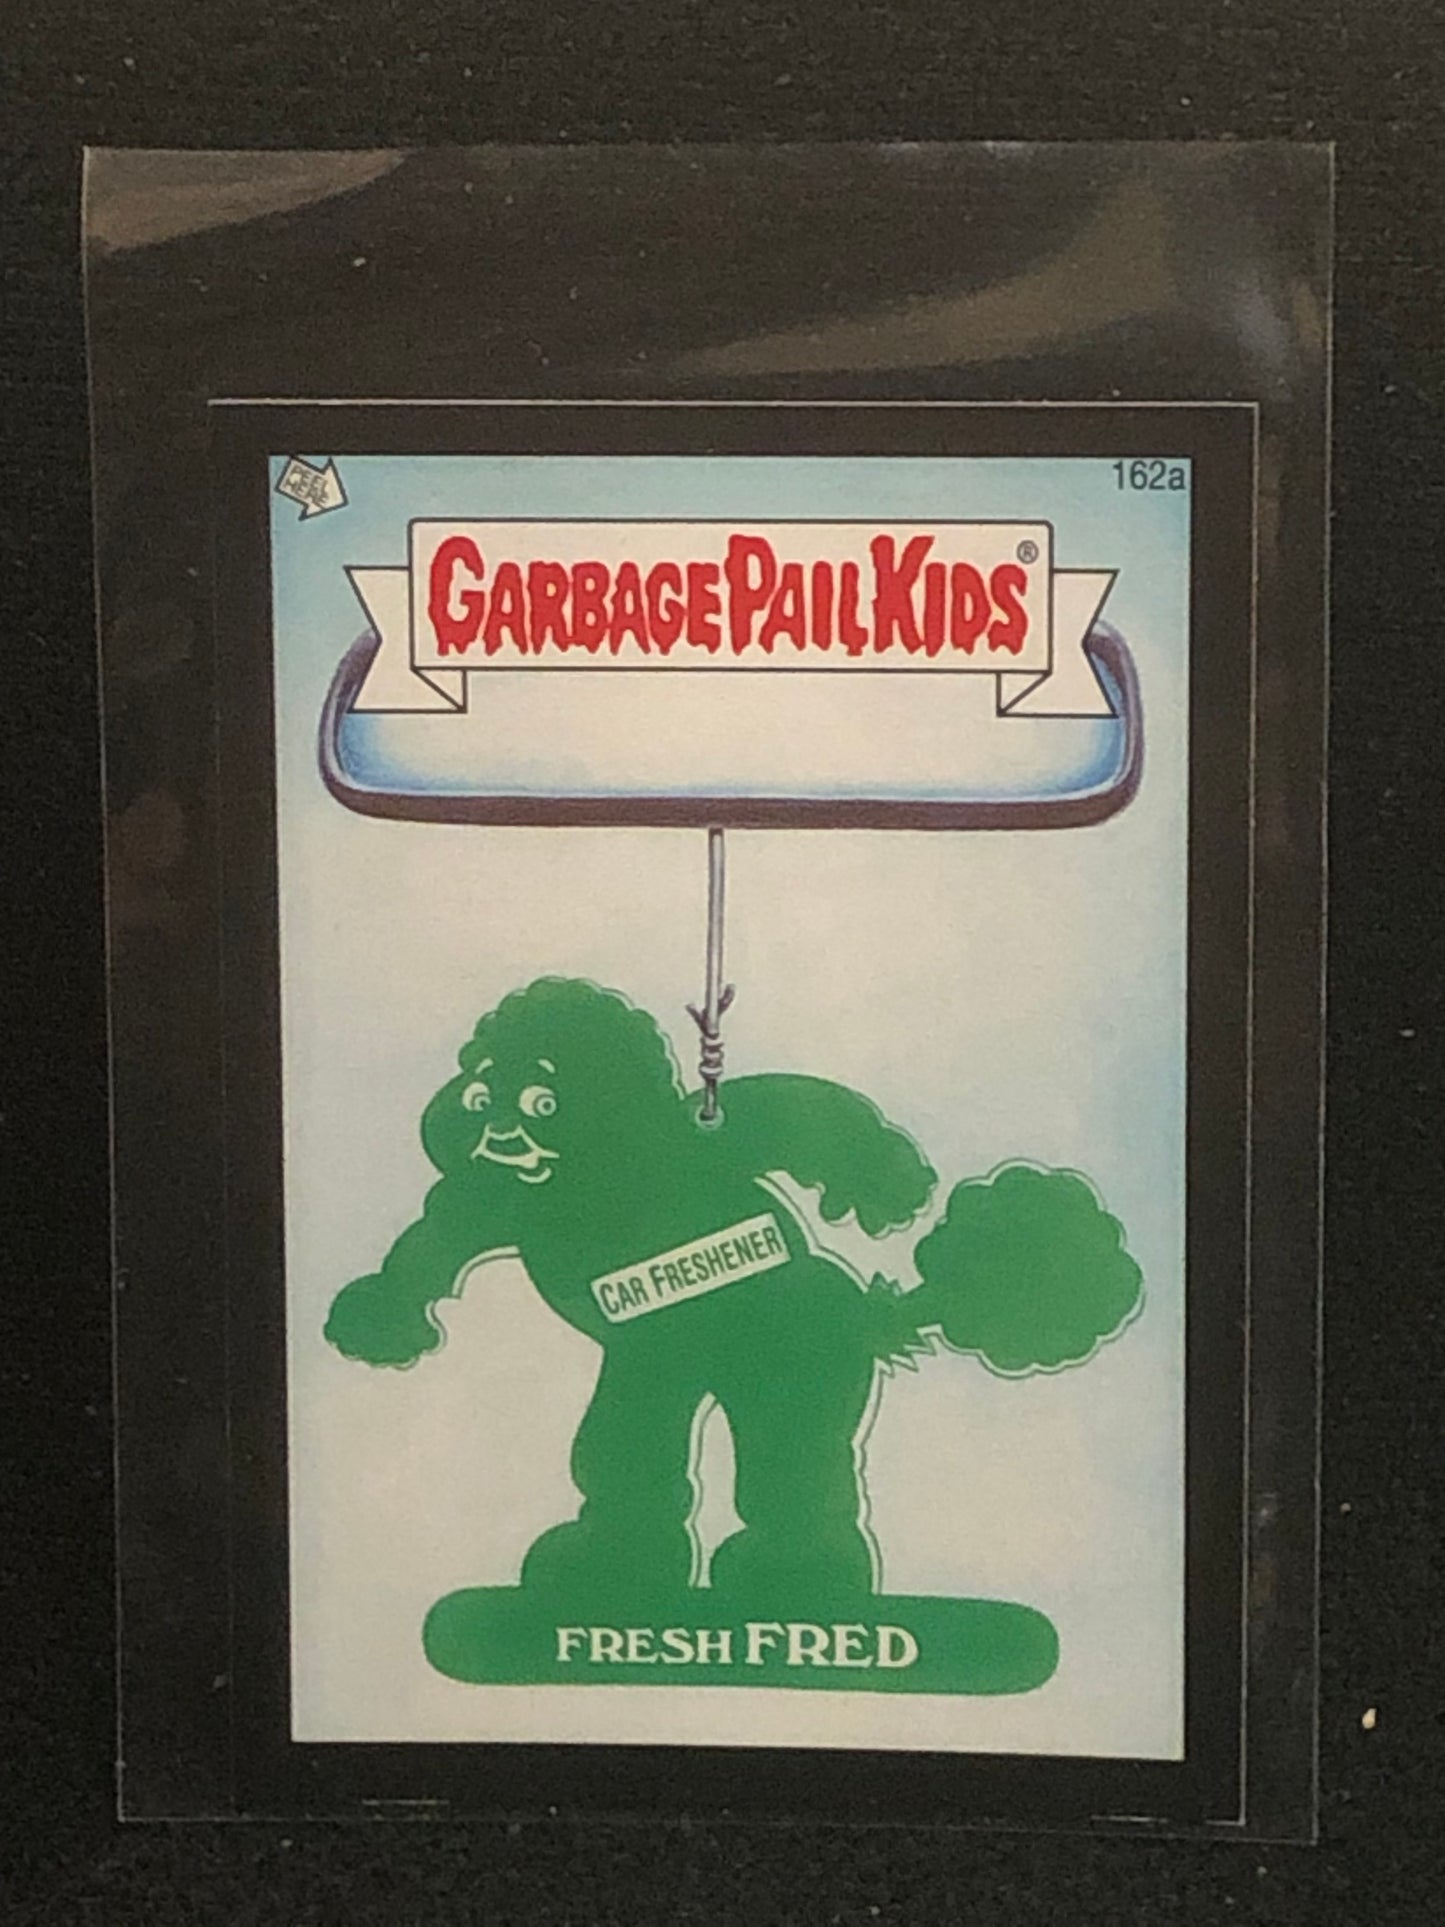 PEEL
HERE
162a
GARBAGE PAIL KIDS®
CAR FRESHENER
FRESH FRED